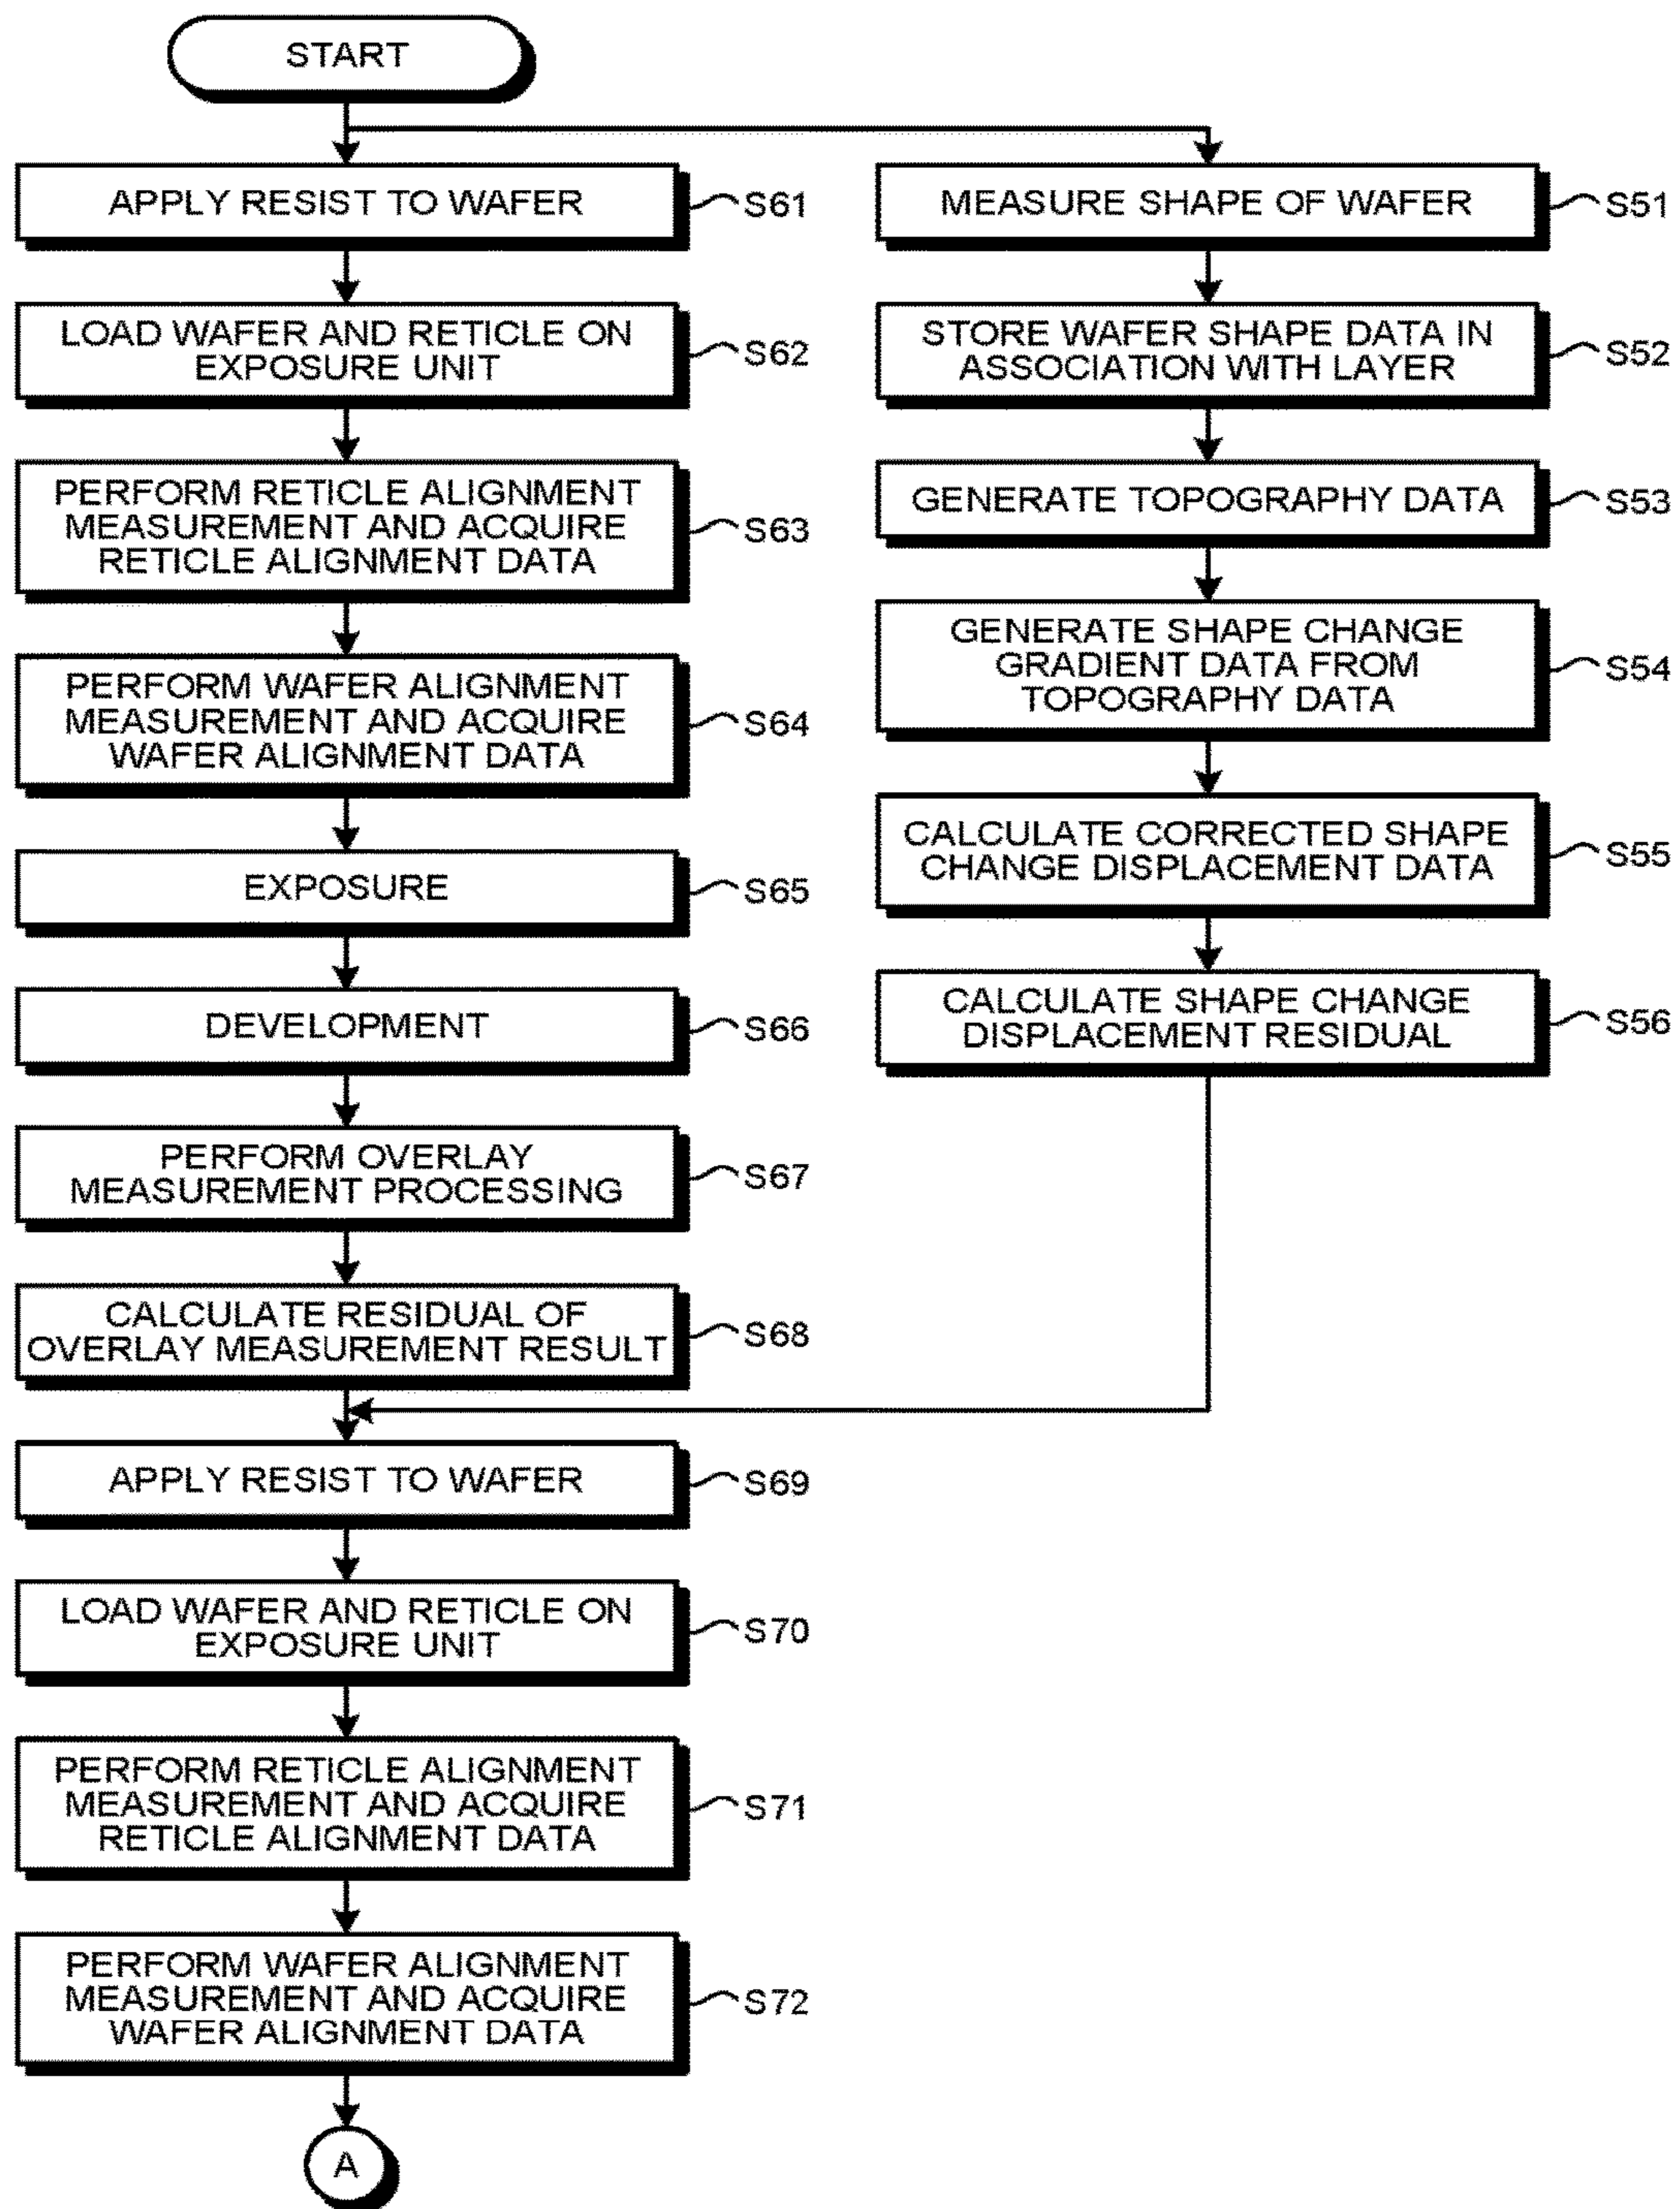 START
APPLY RESIST TO WAFER
S61
LOAD WAFER AND RETICLE ON
EXPOSURE UNIT
S62
PERFORM RETICLE ALIGNMENT
MEASUREMENT AND ACQUIRE
RETICLE ALIGNMENT DATA
S63
PERFORM WAFER ALIGNMENT
MEASUREMENT AND ACQUIRE
WAFER ALIGNMENT DATA
S64
EXPOSURE
S65
DEVELOPMENT
S66
PERFORM OVERLAY
MEASUREMENT PROCESSING
S67
CALCULATE RESIDUAL OF
OVERLAY MEASUREMENT RESULT
S68
MEASURE SHAPE OF WAFER
S51
STORE WAFER SHAPE DATA IN
ASSOCIATION WITH LAYER
S52
GENERATE TOPOGRAPHY DATA
S53
GENERATE SHAPE CHANGE
GRADIENT DATA FROM
TOPOGRAPHY DATA
S54
CALCULATE CORRECTED SHAPE
CHANGE DISPLACEMENT DATA
S55
CALCULATE SHAPE CHANGE
DISPLACEMENT RESIDUAL
S56
APPLY RESIST TO WAFER
S69
LOAD WAFER AND RETICLE ON
EXPOSURE UNIT
S70
PERFORM RETICLE ALIGNMENT
MEASUREMENT AND ACQUIRE
RETICLE ALIGNMENT DATA
S71
PERFORM WAFER ALIGNMENT
MEASUREMENT AND ACQUIRE
WAFER ALIGNMENT DATA
S72
A